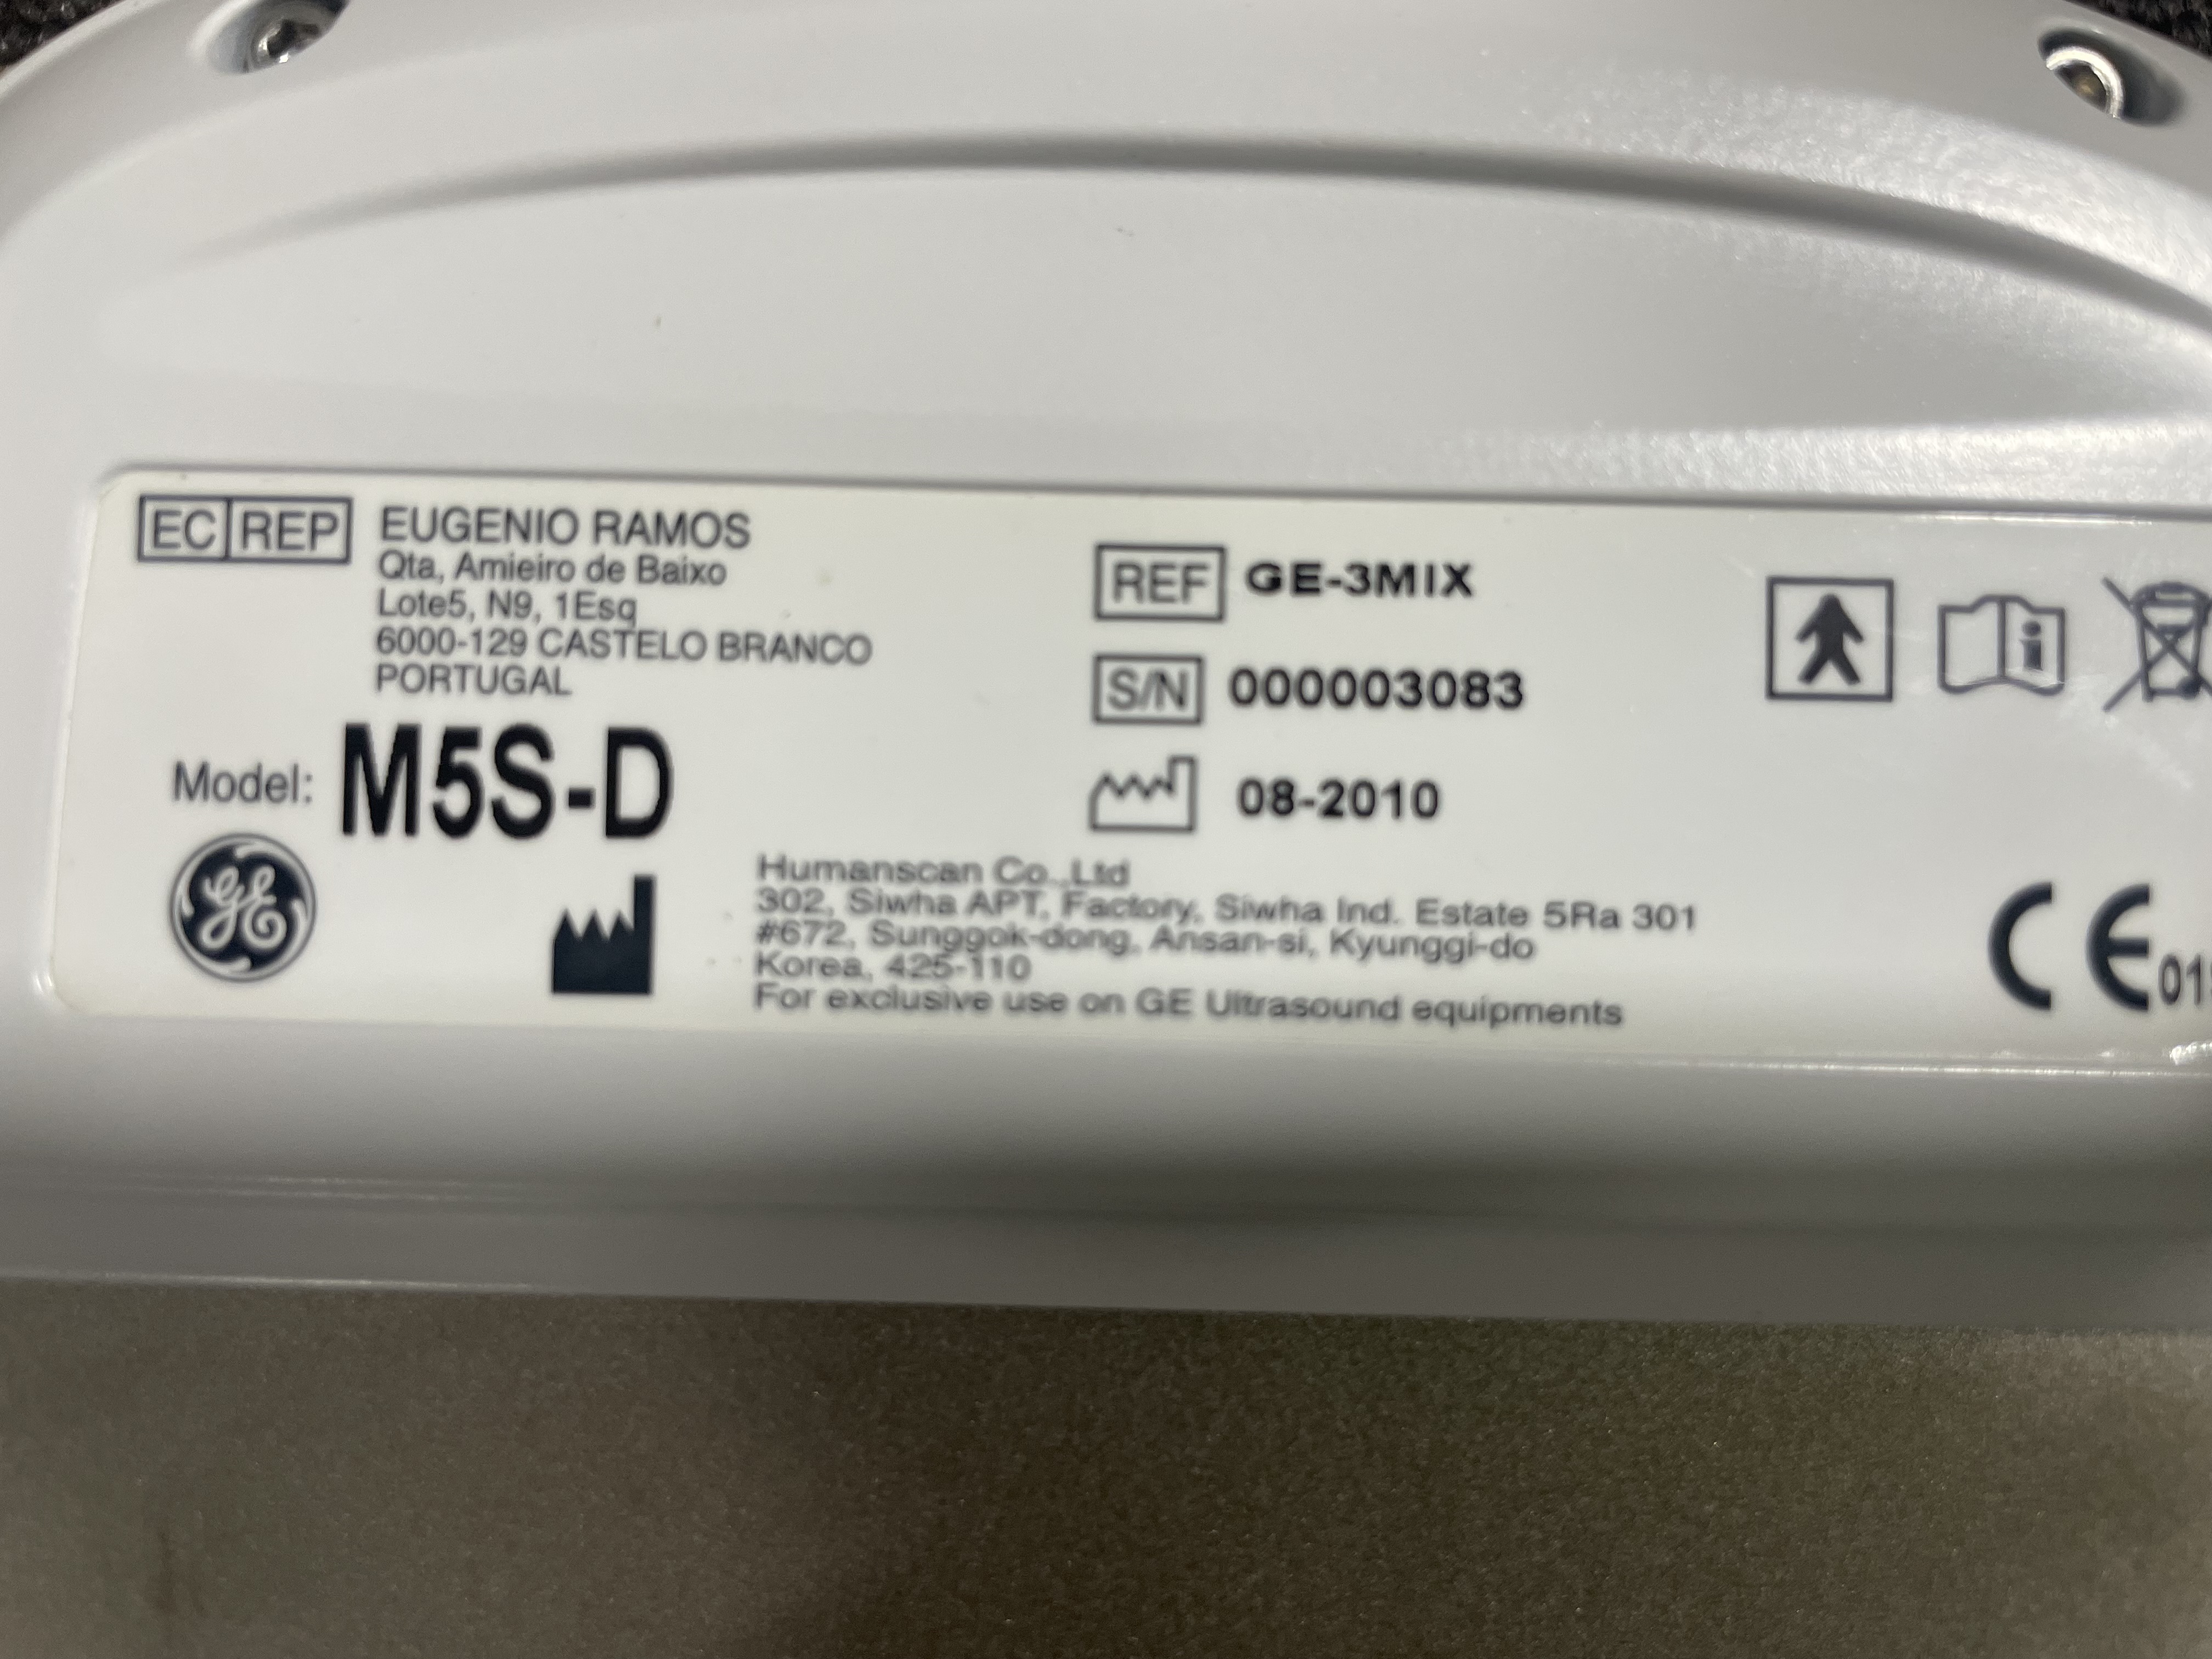 EC REP EUGENIO RAMOS
Qta, Amieiro de Baixo
Lote5, N9, 1Esq
6000-129 CASTELO BRANCO
PORTUGAL
Model: M5S-D
GE
REF GE-3MIX
S/N 000003083
08-2010
Humanscan Co.,Ltd
302, Siwha APT, Factory, Siwha Ind. Estate 5Ra 301
#672, Sunggok-dong, Ansan-si, Kyunggi-do
Korea, 425-110
For exclusive use on GE Ultrasound equipments
i
CE